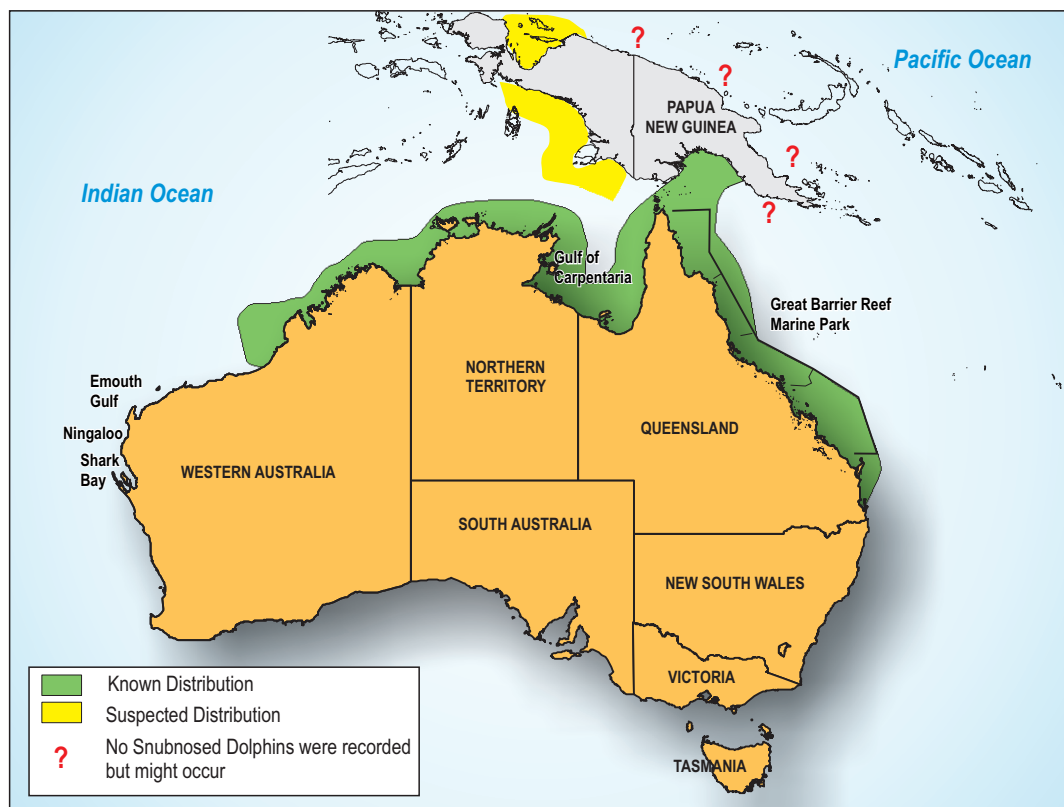 ?
Pacific Ocean
?
PAPUA
NEW GUINEA
?
Indian Ocean
?
Gulf of
Carpentaria
Great Barrier Reef
Marine Park
NORTHERN
TERRITORY
Emouth
Gulf
Ningaloo
QUEENSLAND
Shark
Bay
WESTERN AUSTRALIA
SOUTH AUSTRALIA
NEW SOUTH WALES
VICTORIA
Known Distribution
Suspected Distribution
? No Snubnosed Dolphins were recorded
but might occur
TASMANIA